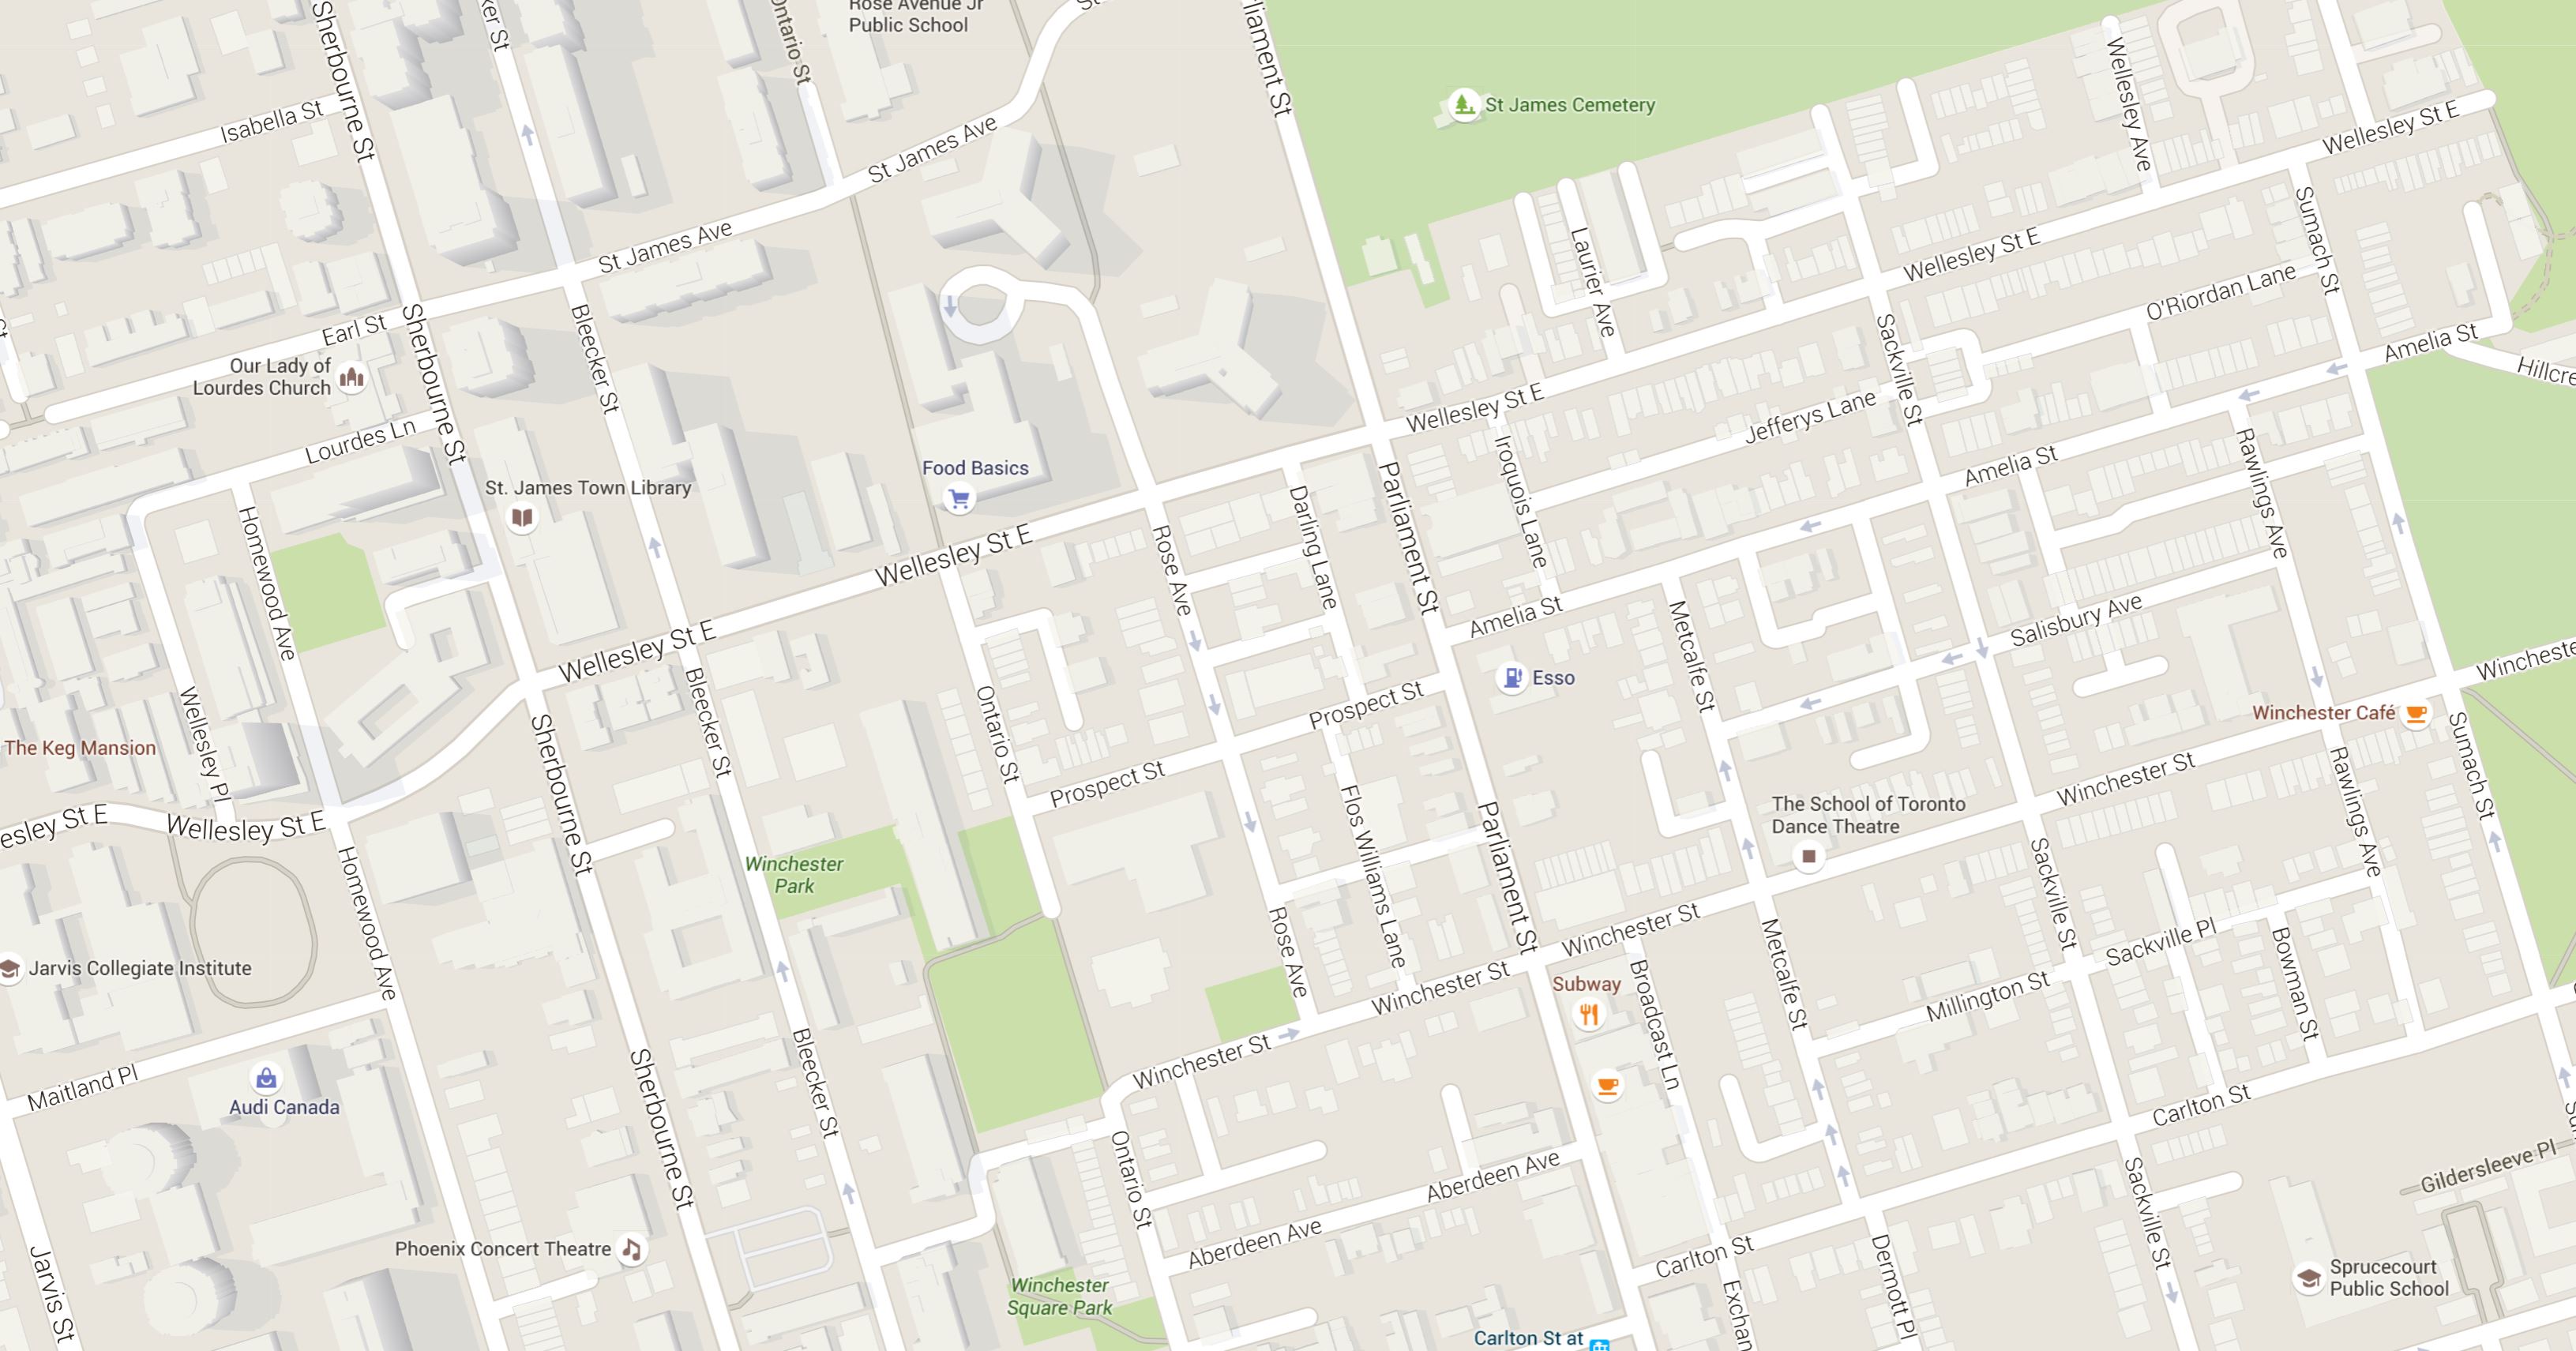 Rose Avenue Jr
Public School
Sherbourne St
Ontario St
St James Cemetery
Wellesley Ave
Isabella St
St James Ave
Wellesley St E
St James Ave
Laurier Ave
Wellesley St E
Sumach St
O'Riordan Lane
Earl St
Sherbourne St
Bleecker St
Sackville St
Amelia St
Our Lady of
Lourdes Church
Wellesley St E
Jefferys Lane
Lourdes Ln
Food Basics
St. James Town Library
Darling Lane
Parliament St
Iroquois Lane
Amelia St
Rawlings Ave
Homewood Ave
Wellesley St E
Rose Ave
Wellesley St E
Amelia St
Metcalfe St
Salisbury Ave
Esso
Bleecker St
Ontario St
Prospect St
Winchester Café
The Keg Mansion
Wellesley Pl
Sherbourne St
Prospect St
Sumach St
Winchester St
Wellesley St E
Flos Williams Lane
Parliament St
The School of Toronto
Dance Theatre
Rawlings Ave
Winchester
Park
Homewood Ave
Rose Ave
Winchester St
Sackville St
Sackville Pl
Jarvis Collegiate Institute
Winchester St
Subway
Broadcast Ln
Metcalfe St
Millington St
Bowman St
Maitland Pl
Audi Canada
Sherbourne St
Bleecker St
Winchester St
Carlton St
Ontario St
Aberdeen Ave
Sackville St
Gildersleeve Pl
Phoenix Concert Theatre
Aberdeen Ave
Carlton St
Jarvis St
Winchester
Square Park
Dermott Pl
Sprucecourt
Public School
Carlton St at